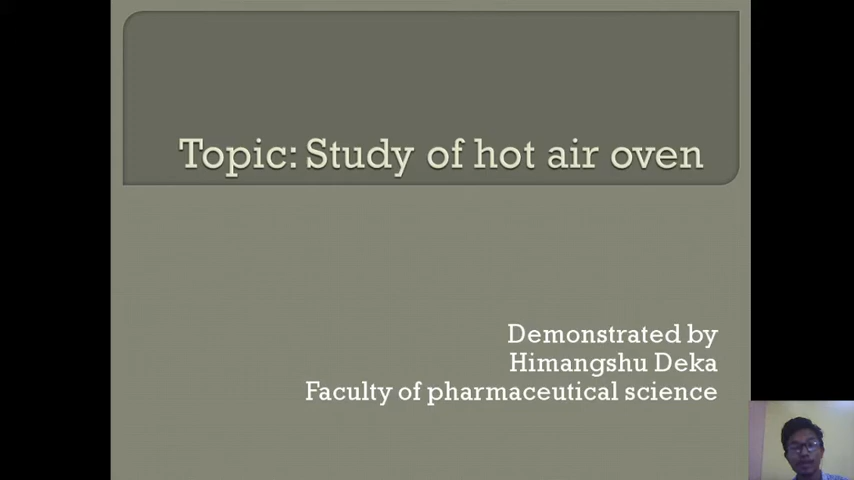 Topic: Study of hot air oven
Demonstrated by
Himangshu Deka
Faculty of pharmaceutical science